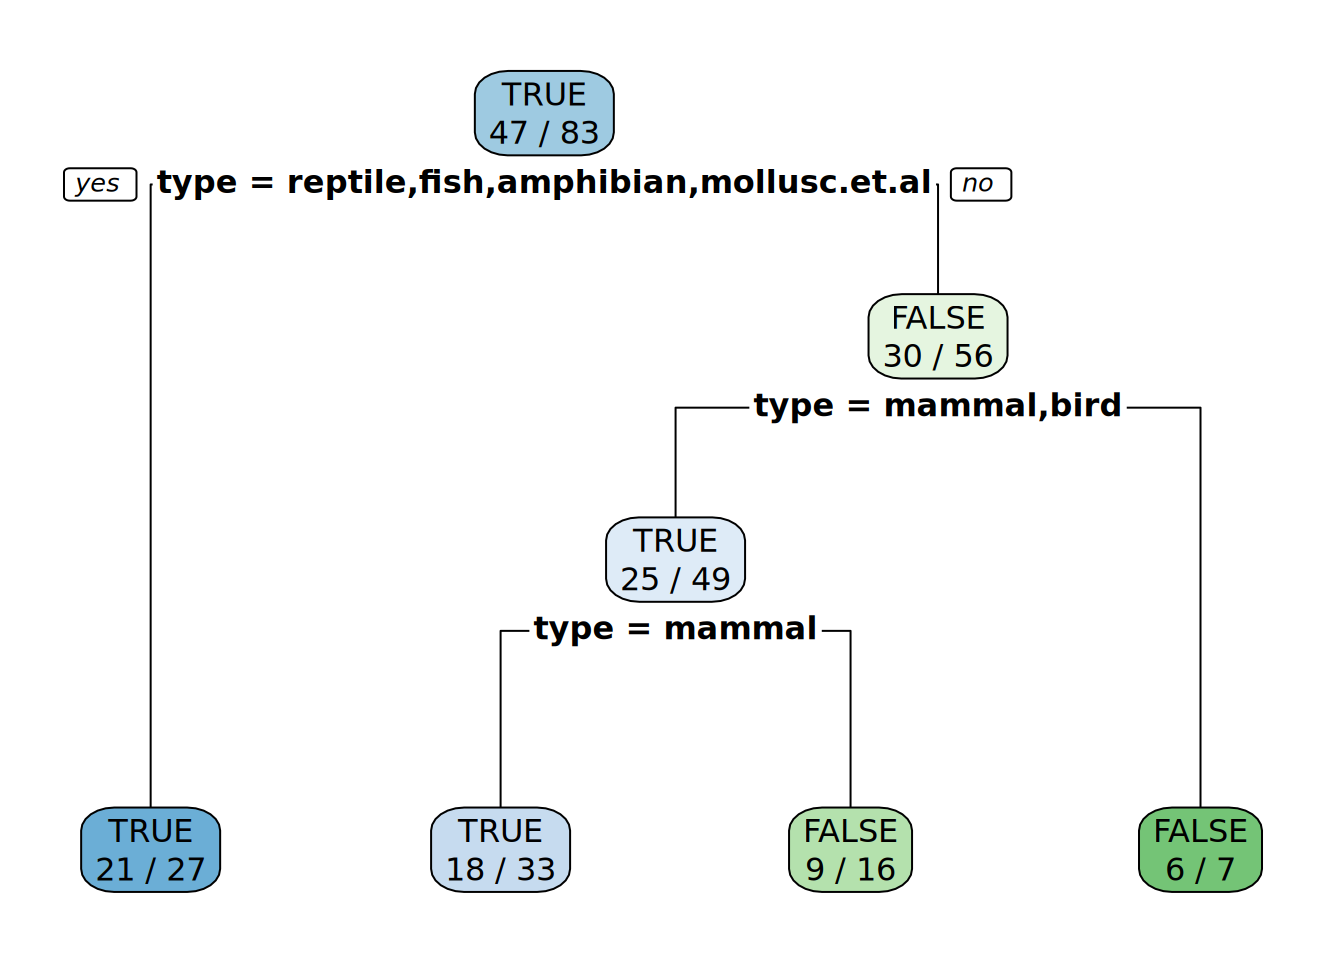 TRUE
47 / 83
yes
type = reptile,fish,amphibian,mollusc.et.al
no
FALSE
30 / 56
type = mammal,bird
TRUE
25 / 49
type = mammal
TRUE
21 / 27
TRUE
18 / 33
FALSE
9 / 16
FALSE
6 / 7